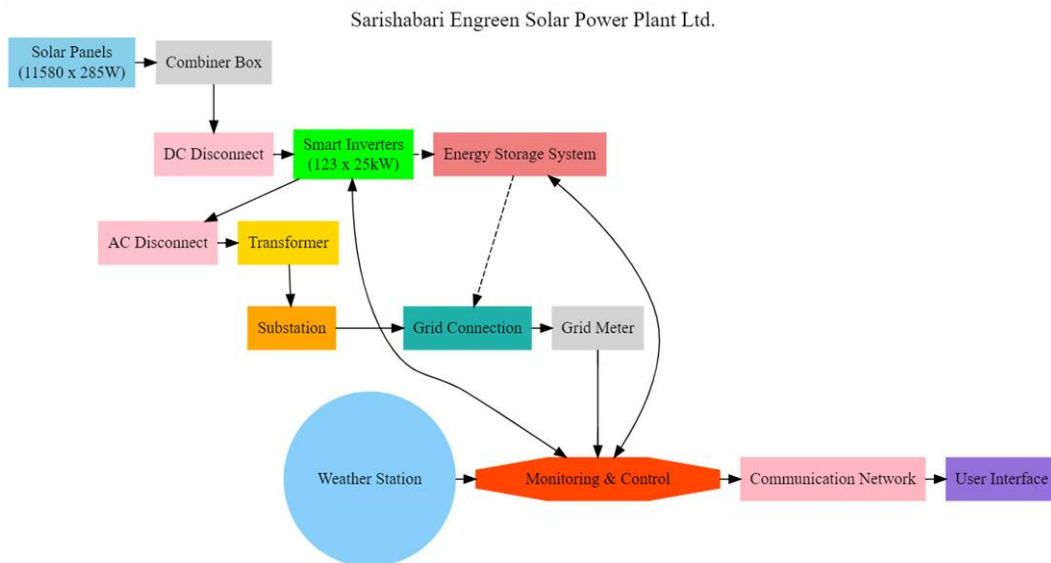 Sarishabari Engreen Solar Power Plant Ltd.
Solar Panels
(11580 x 285W)
Combiner Box
DC Disconnect
Smart Inverters
(123 x 25kW)
Energy Storage System
AC Disconnect
Transformer
Substation
Grid Connection
Grid Meter
Weather Station
Monitoring & Control
Communication Network
User Interface